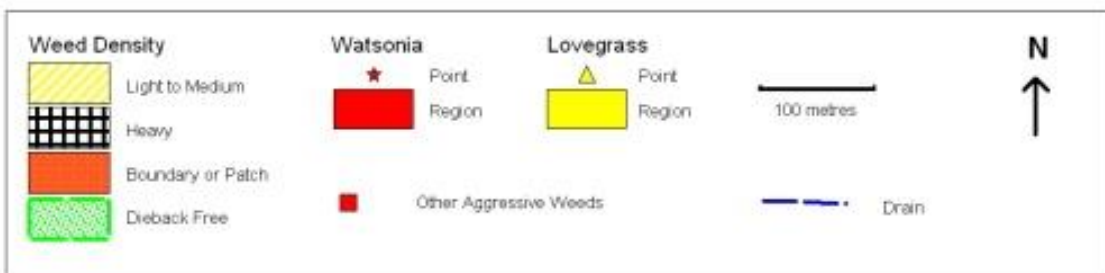 Weed Density
Light to Medium
Heavy
Boundary or Patch
Dieback Free
Watsonia
Point
Region
Lovegrass
Point
Region
100 metres
N
Other Aggressive Weeds
Drain